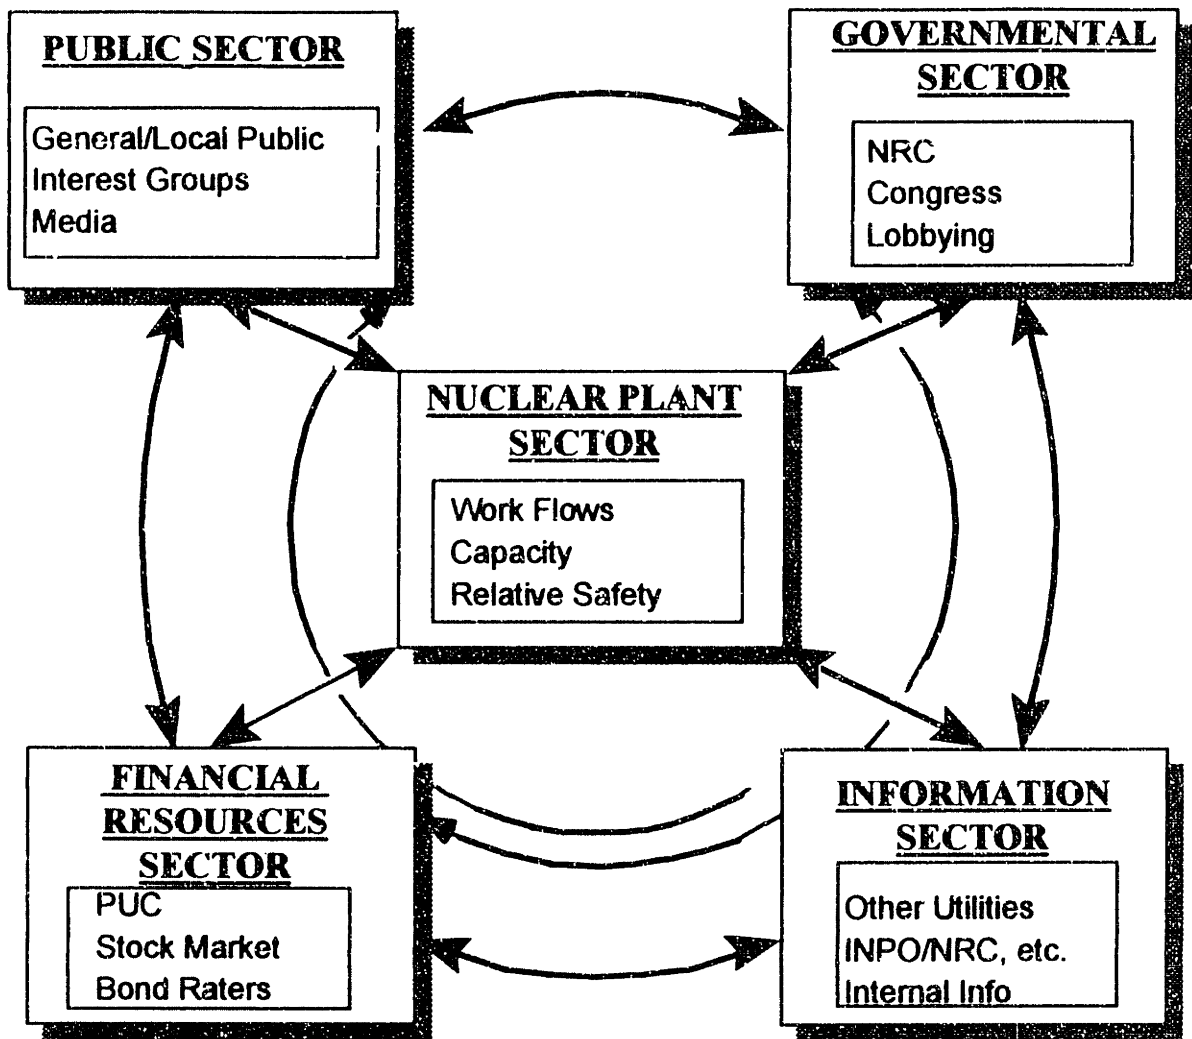 PUBLIC SECTOR
General/Local Public
Interest Groups
Media
GOVERNMENTAL
SECTOR
NRC
Congress
Lobbying
NUCLEAR PLANT
SECTOR
Work Flows
Capacity
Relative Safety
FINANCIAL
RESOURCES
SECTOR
PUC
Stock Market
Bond Raters
INFORMATION
SECTOR
Other Utilities
INPO/NRC, etc.
Internal Info